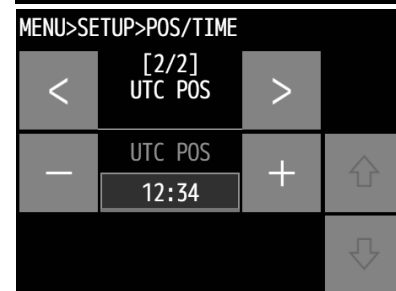 MENU>SETUP>POS/TIME
[2/2]
UTC POS
<
>
UTC POS
12:34
−
+